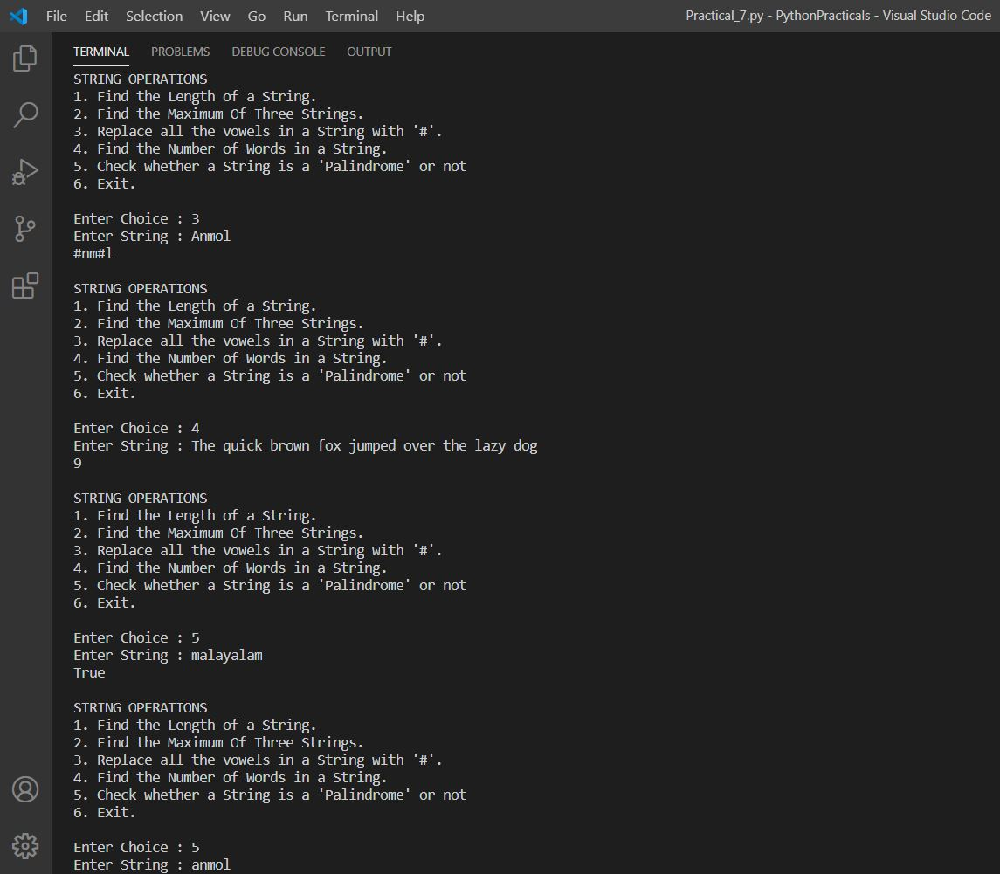 File Edit Selection View Go Run Terminal Help Practical_7.py - PythonPracticals - Visual Studio Code
TERMINAL PROBLEMS DEBUG CONSOLE OUTPUT
STRING OPERATIONS
1. Find the Length of a String.
2. Find the Maximum Of Three Strings.
3. Replace all the vowels in a String with '#'.
4. Find the Number of Words in a String.
5. Check whether a String is a 'Palindrome' or not
6. Exit.
Enter Choice : 3
Enter String : Anmol
#nm#l
STRING OPERATIONS
1. Find the Length of a String.
2. Find the Maximum Of Three Strings.
3. Replace all the vowels in a String with '#'.
4. Find the Number of Words in a String.
5. Check whether a String is a 'Palindrome' or not
6. Exit.
Enter Choice : 4
Enter String : The quick brown fox jumped over the lazy dog
9
STRING OPERATIONS
1. Find the Length of a String.
2. Find the Maximum Of Three Strings.
3. Replace all the vowels in a String with '#'.
4. Find the Number of Words in a String.
5. Check whether a String is a 'Palindrome' or not
6. Exit.
Enter Choice : 5
Enter String : malayalam
True
STRING OPERATIONS
1. Find the Length of a String.
2. Find the Maximum Of Three Strings.
3. Replace all the vowels in a String with '#'.
4. Find the Number of Words in a String.
5. Check whether a String is a 'Palindrome' or not
6. Exit.
Enter Choice : 5
Enter String : anmol